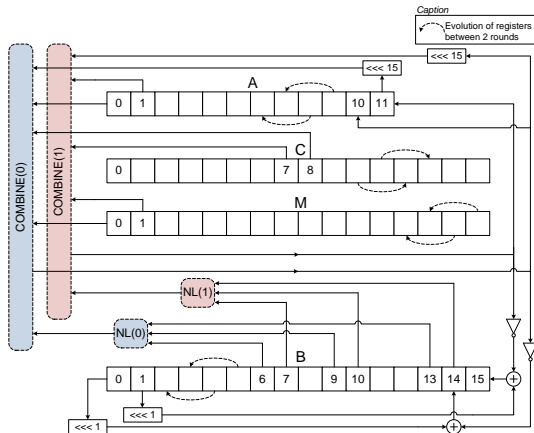 Caption
Evolution of registers
between 2 rounds
<<< 15
<<< 15
A
0 1 10 11
C
7 8
M
0 1
COMBINE(0)
COMBINE(1)
NL(1)
NL(0)
B
0 1 6 7 9 10 13 14 15
<<< 1
<<< 1